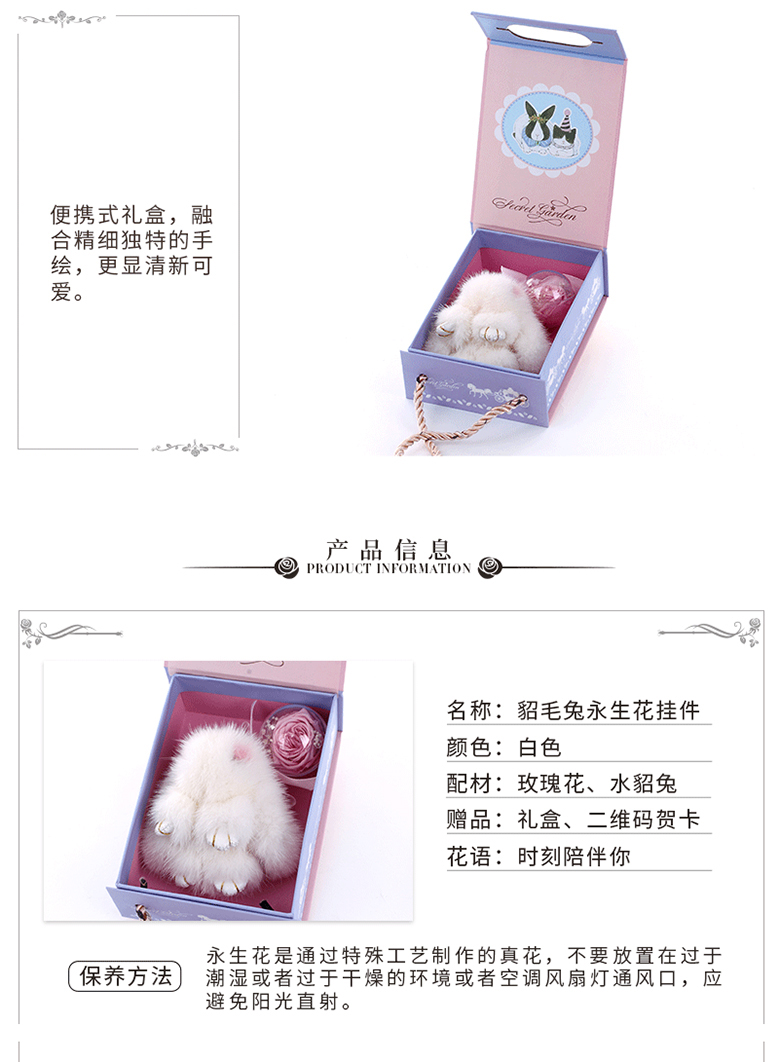 便携式礼盒，融
合精细独特的手
绘，更显清新可
爱。
Secret Garden
产品信息
PRODUCT INFORMATION
名称：貂毛兔永生花挂件
颜色：白色
配材：玫瑰花、水貂兔
赠品：礼盒、二维码贺卡
花语：时刻陪伴你
保养方法
永生花是通过特殊工艺制作的真花，不要放置在过于
潮湿或者过于干燥的环境或者空调风扇灯通风口，应
避免阳光直射。